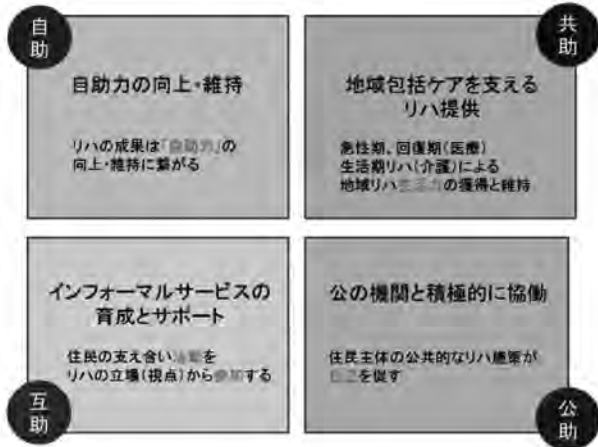 自助
自助力の向上・維持
リハの成果は「自助力」の
向上・維持に繋がる
共助
地域包括ケアを支える
リハ提供
急性期、回復期(医療)
生活期リハ(介護)による
地域リハ生活力の獲得と維持
インフォーマルサービスの
育成とサポート
住民の支え合い活動を
リハの立場(視点)から参加する
互助
公の機関と積極的に協働
住民主体の公共的なリハ施策が
を促す
公助